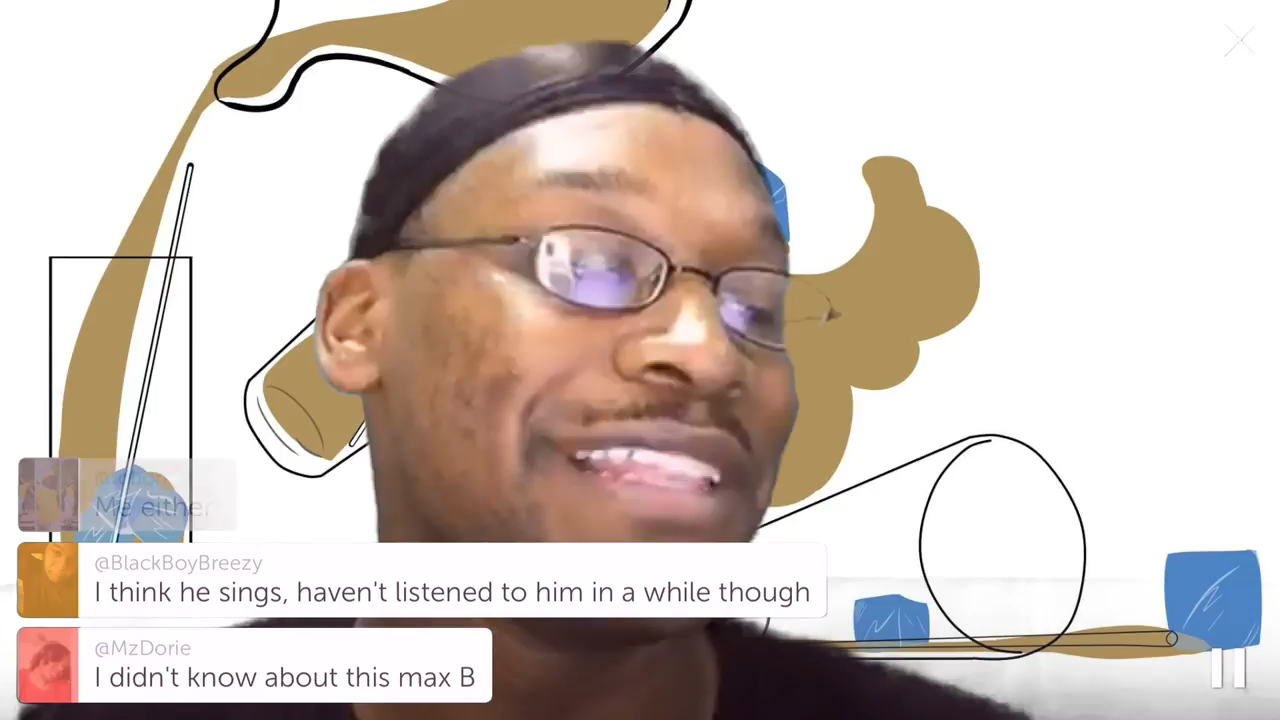 Me either
@BlackBoyBreezy
I think he sings, haven't listened to him in a while though
@MzDorie
I didn't know about this max B